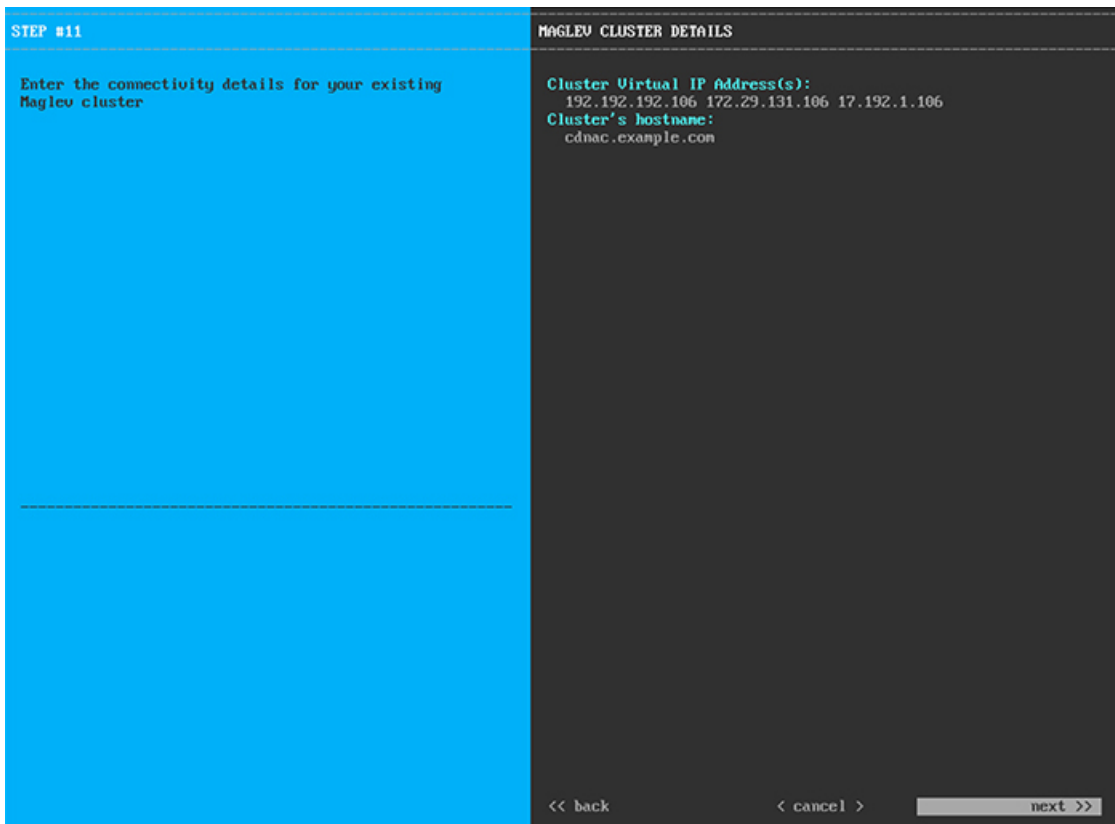 STEP #11
Enter the connectivity details for your existing
Maglev cluster
MAGLEV CLUSTER DETAILS
Cluster Virtual IP Address(s):
192.192.192.106 172.29.131.106 17.192.1.106
Cluster's hostname:
cdnac.example.com
<< back < cancel > next >>